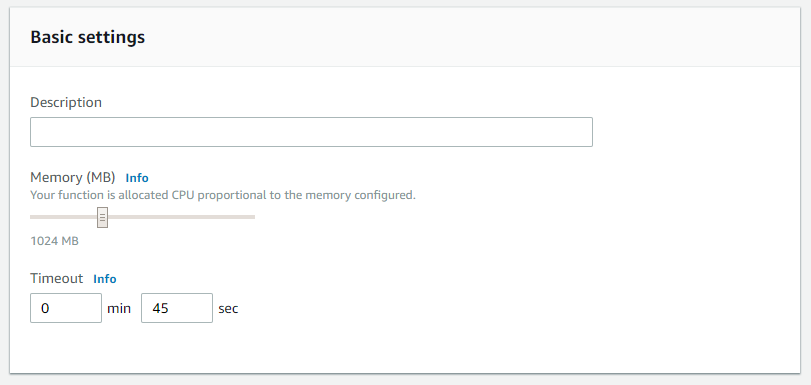 Basic settings
Description
Memory (MB) Info
Your function is allocated CPU proportional to the memory configured.
1024 MB
Timeout Info
0 min 45 sec